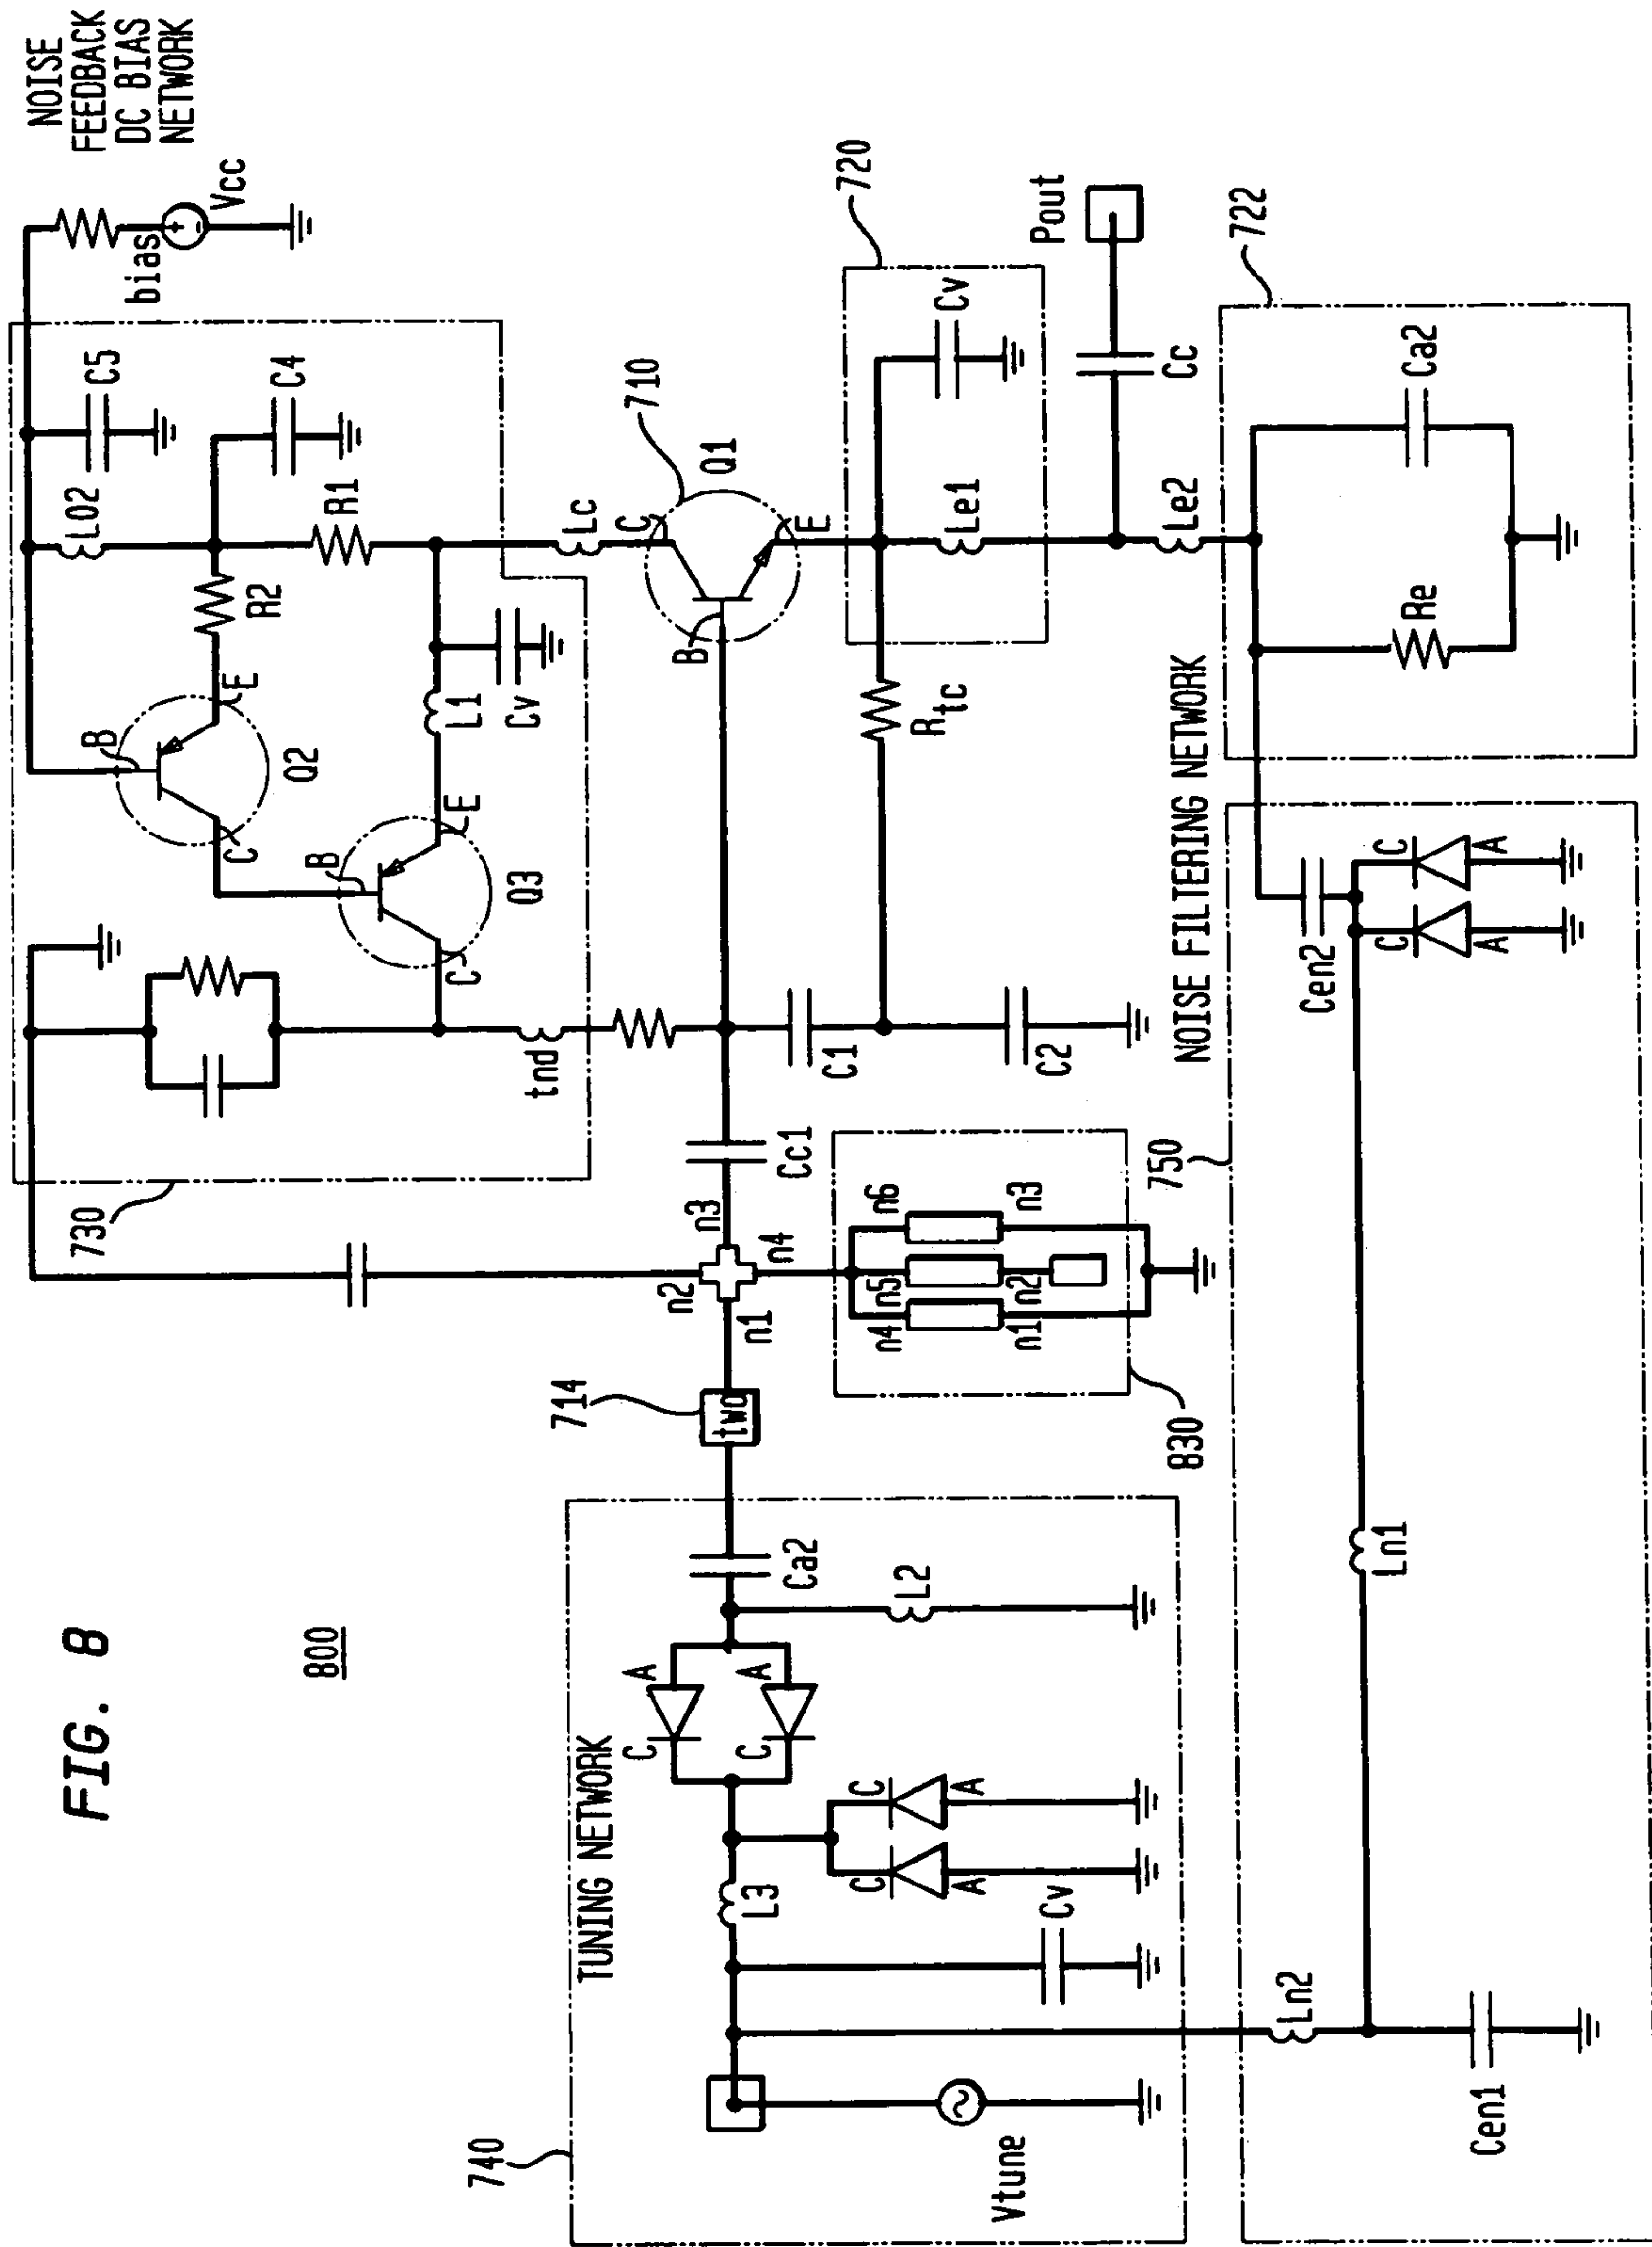 FIG. 8
800
NOISE
FEEDBACK
DC BIAS
NETWORK
Vcc
bias
C5
L02
C4
R1
R2
B
E
C
Q2
L1
Cv
B
E
C
Q3
tnd
730
Lc
C
B
E
Q1
710
720
Cv
Le1
Rtc
C1
C2
Pout
Cc
Le2
722
Ca2
Re
Cc1
n3
n2
n4
n1
714
two
n6
n5
n4
n3
n2
n1
830
750
NOISE FILTERING NETWORK
Cen2
C
A
C
A
Ln1
Ln2
Cen1
740
TUNING NETWORK
Ca2
L2
A
C
A
C
C
A
C
A
L3
Cv
Vtune